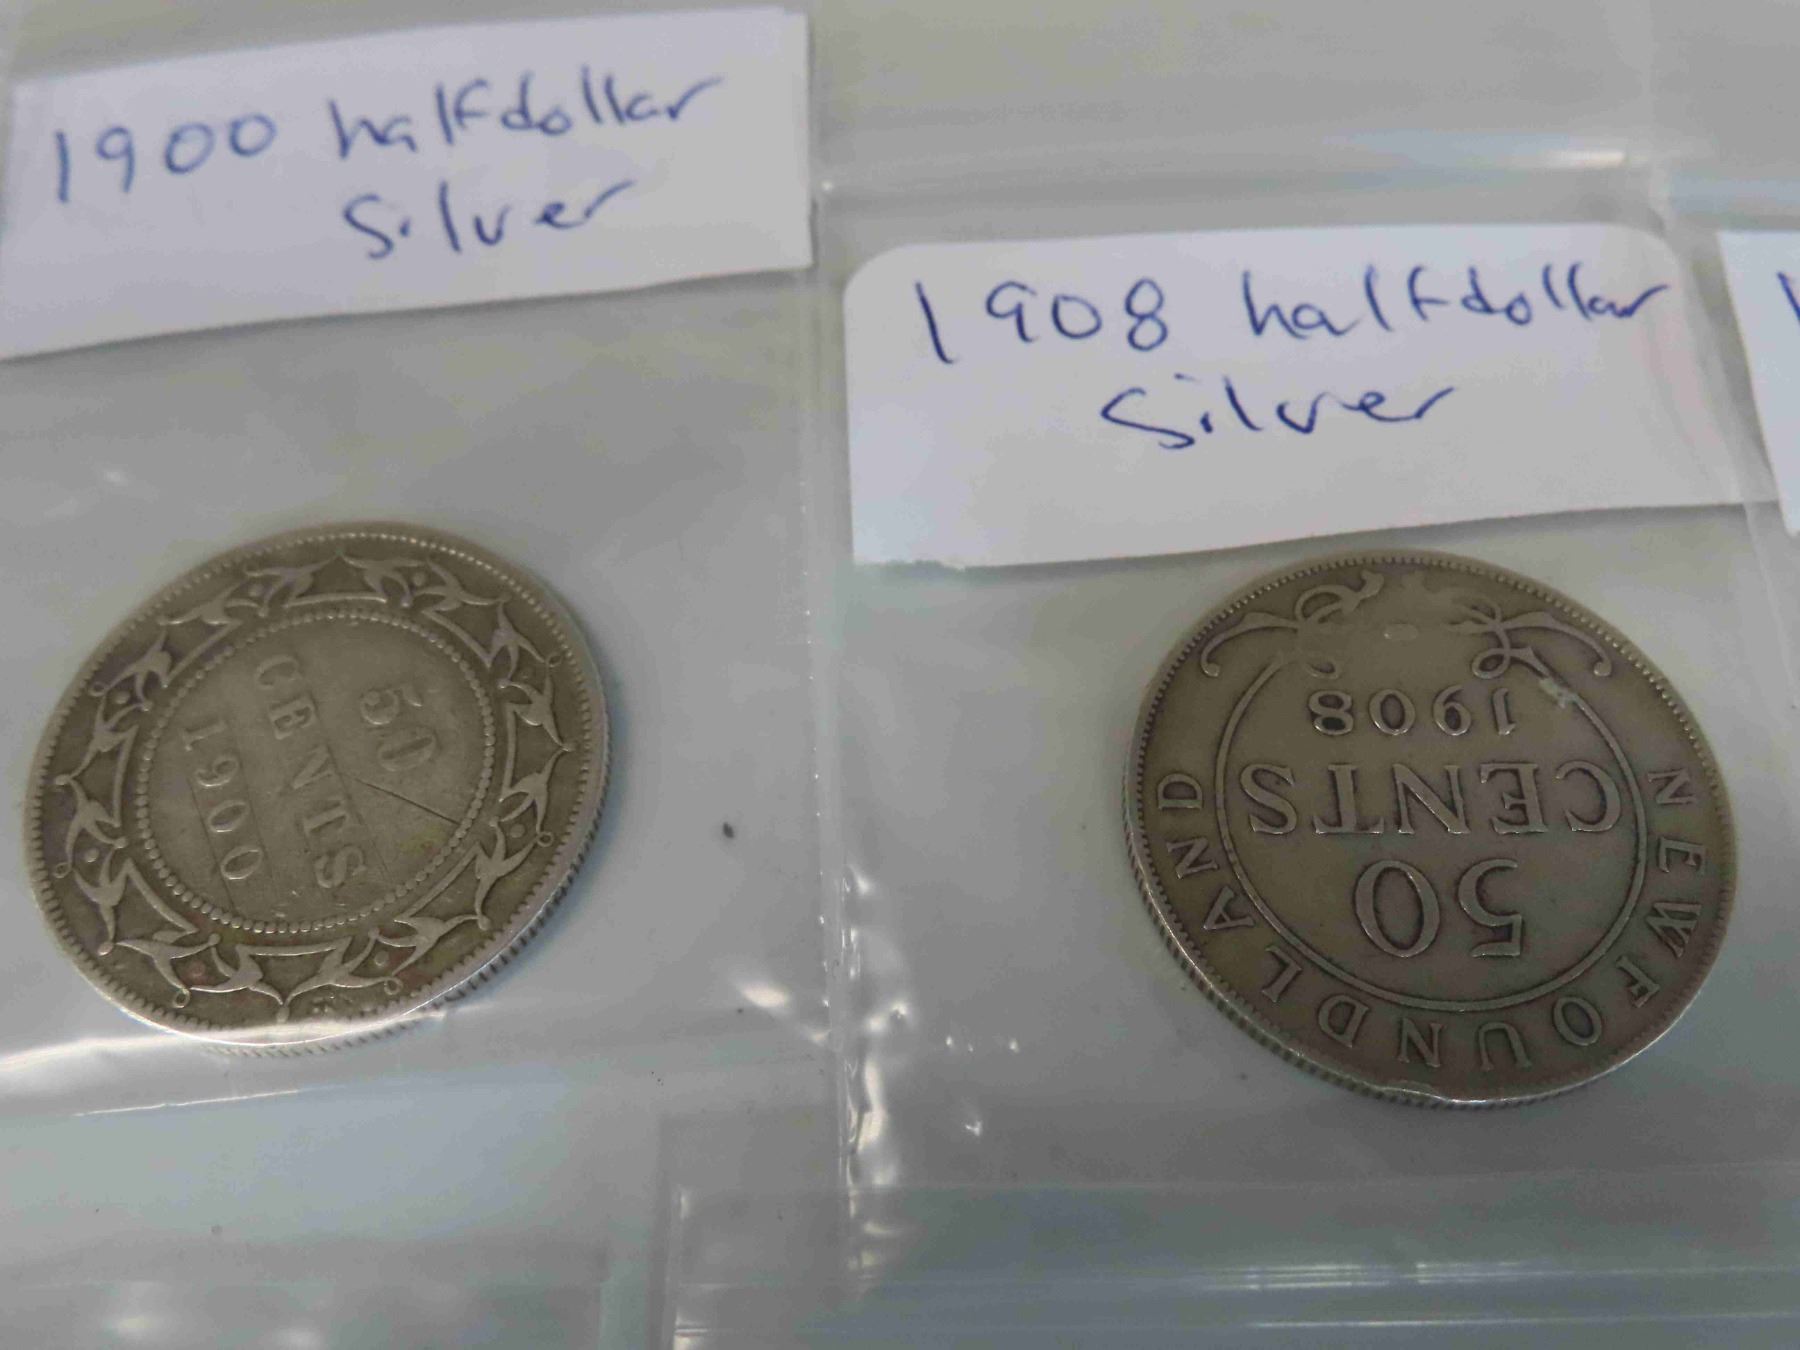 1900 halfdollar
Silver
1908 halfdollar
Silver
50
CENTS
1900
1908
CENTS
50
NEWFOUNDLAND